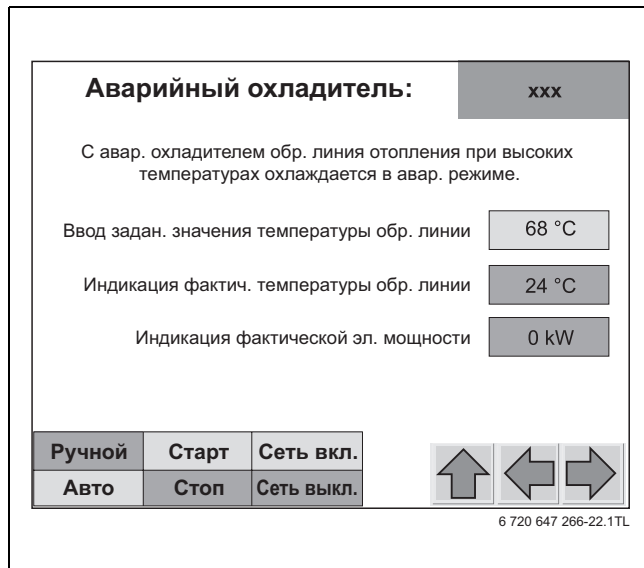 Аварийный охладитель:
xxx
С авар. охладителем обр. линия отопления при высоких
температурах охлаждается в авар. режиме.
Ввод задан. значения температуры обр. линии
68 °C
Индикация фактич. температуры обр. линии
24 °C
Индикация фактической эл. мощности
0 kW
Ручной Старт Сеть вкл.
Авто Стоп Сеть выкл.
6 720 647 266-22.1TL